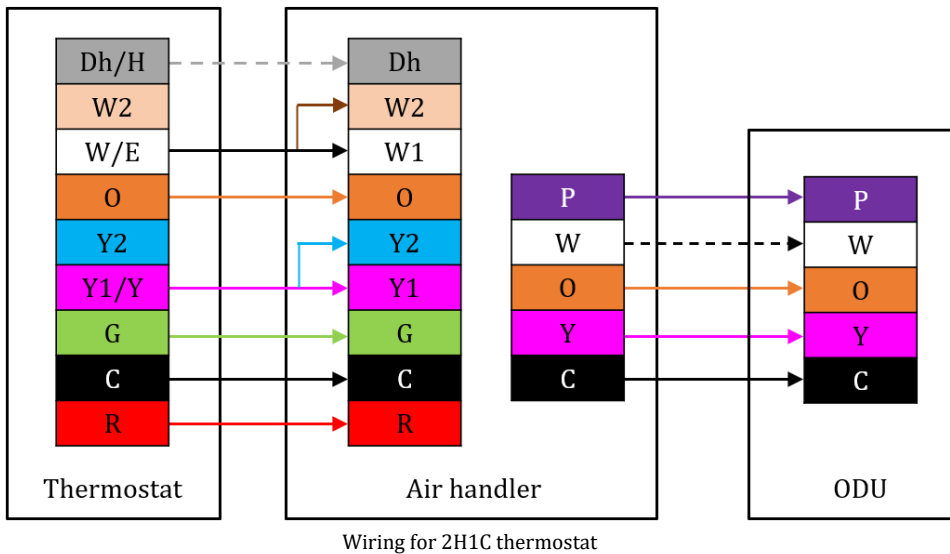 Dh/H
W2
W/E
O
Y2
Y1/Y
G
C
R
Thermostat
Dh
W2
W1
O
Y2
Y1
G
C
R
P
W
O
Y
C
Air handler
P
W
O
Y
C
ODU
Wiring for 2H1C thermostat